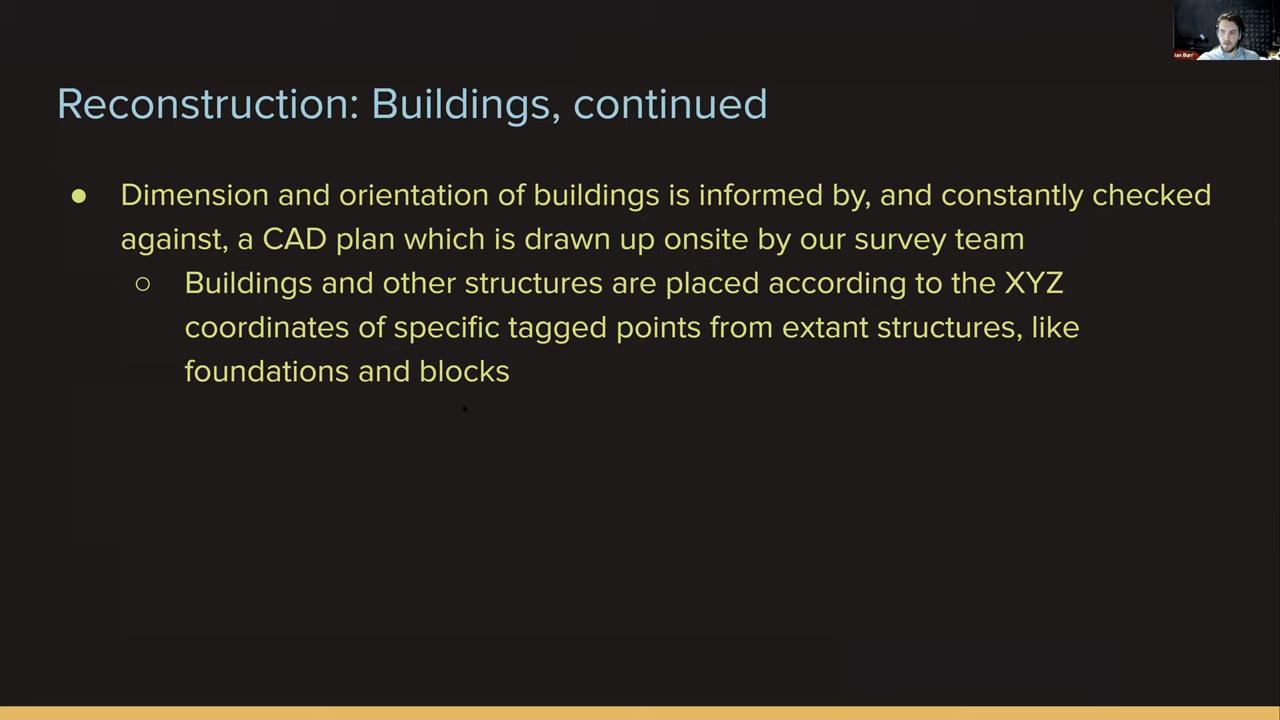 Reconstruction: Buildings, continued
● Dimension and orientation of buildings is informed by, and constantly checked
against, a CAD plan which is drawn up onsite by our survey team
○ Buildings and other structures are placed according to the XYZ
coordinates of specific tagged points from extant structures, like
foundations and blocks